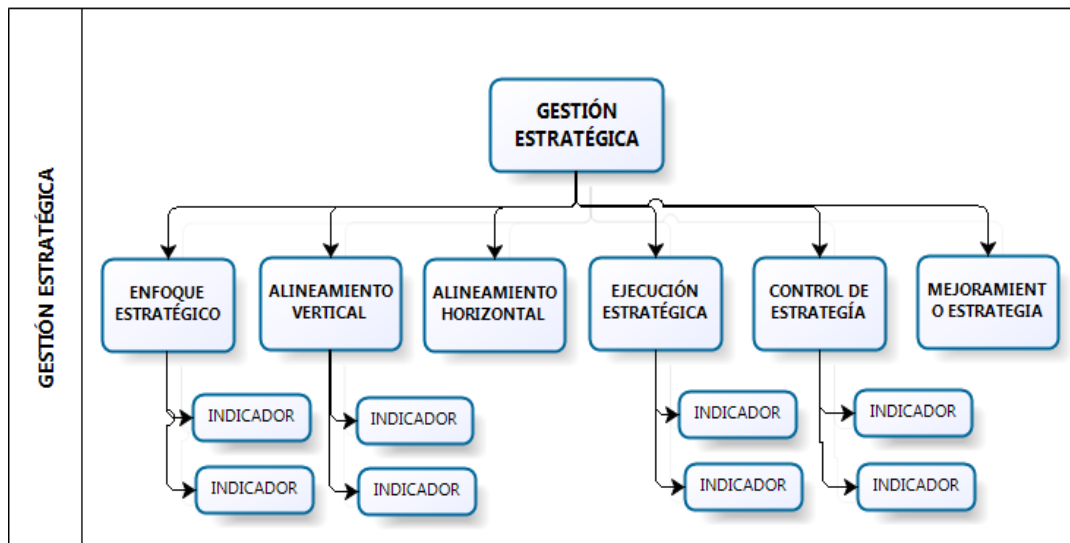 GESTIÓN ESTRATÉGICA
GESTIÓN
ESTRATÉGICA
ENFOQUE
ESTRATÉGICO
ALINEAMIENTO
VERTICAL
ALINEAMIENTO
HORIZONTAL
EJECUCIÓN
ESTRATÉGICA
CONTROL DE
ESTRATEGÍA
MEJORAMIENT
O ESTRATEGIA
INDICADOR
INDICADOR
INDICADOR
INDICADOR
INDICADOR
INDICADOR
INDICADOR
INDICADOR